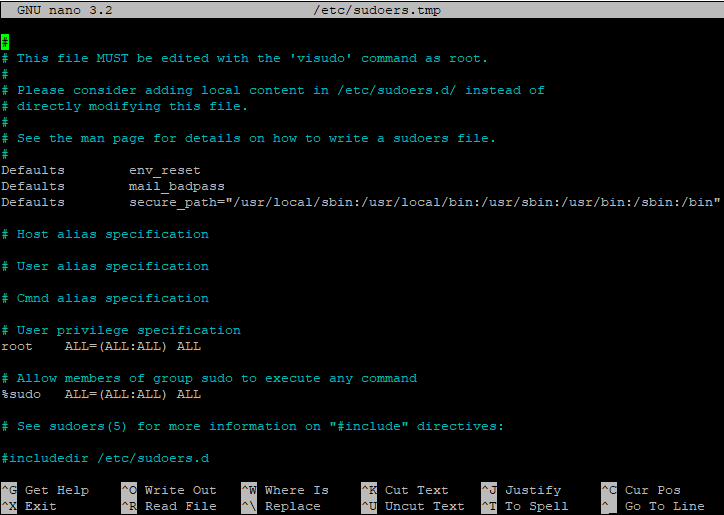 GNU nano 3.2 /etc/sudoers.tmp
#
# This file MUST be edited with the 'visudo' command as root.
#
# Please consider adding local content in /etc/sudoers.d/ instead of
# directly modifying this file.
#
# See the man page for details on how to write a sudoers file.
#
Defaults        env_reset
Defaults        mail_badpass
Defaults        secure_path="/usr/local/sbin:/usr/local/bin:/usr/sbin:/usr/bin:/sbin:/bin"
# Host alias specification
# User alias specification
# Cmnd alias specification
# User privilege specification
root    ALL=(ALL:ALL) ALL
# Allow members of group sudo to execute any command
%sudo   ALL=(ALL:ALL) ALL
# See sudoers(5) for more information on "#include" directives:
#includedir /etc/sudoers.d
^G Get Help ^O Write Out ^W Where Is ^K Cut Text ^J Justify ^C Cur Pos
^X Exit ^R Read File ^\ Replace ^U Uncut Text ^T To Spell ^_ Go To Line